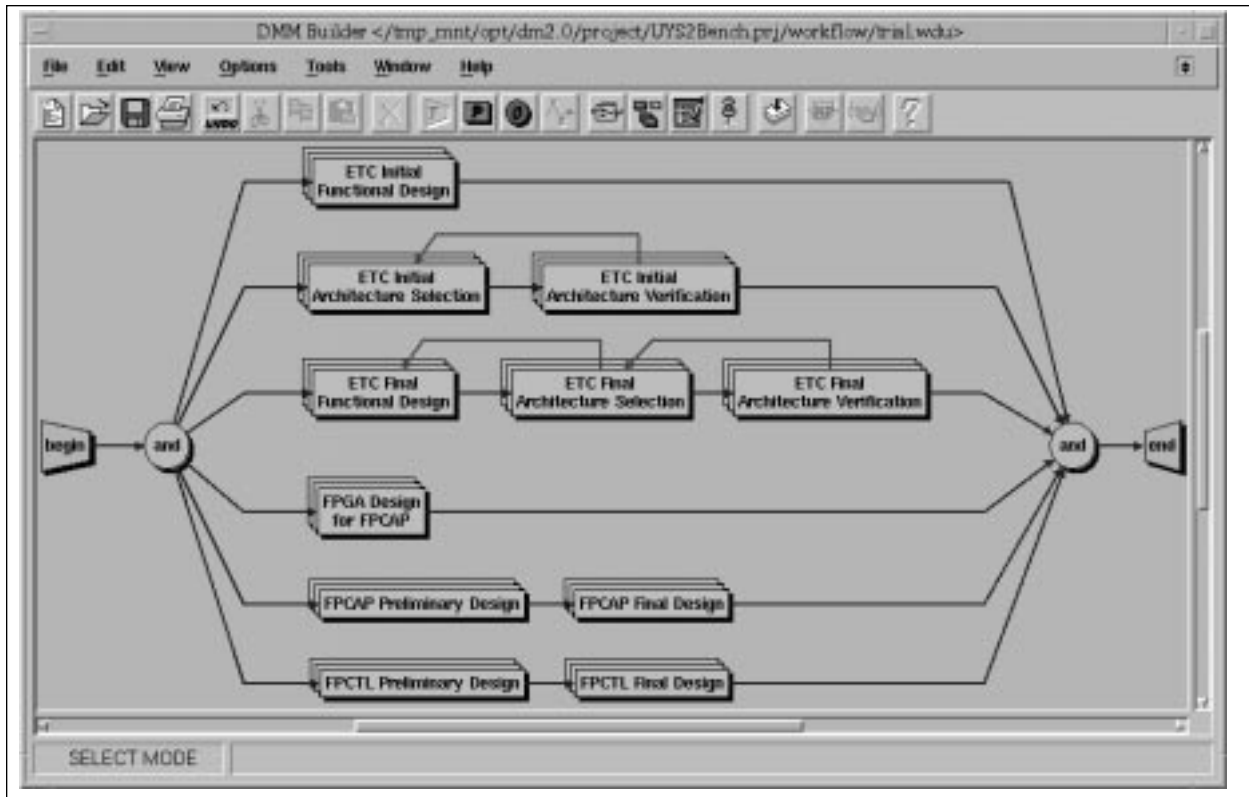 DMM Builder </tmp_mnt/opt/dm2.0/project/UYS2Bench.prj/workflow/trial.wdu>
File Edit View Options Tools Window Help
UNDO
P
?
ETC Initial
Functional Design
ETC Initial
Architecture Selection
ETC Initial
Architecture Verification
ETC Final
Functional Design
ETC Final
Architecture Selection
ETC Final
Architecture Verification
begin
and
and
end
FPGA Design
for FPCAP
FPCAP Preliminary Design
FPCAP Final Design
FPCTL Preliminary Design
FPCTL Final Design
SELECT MODE